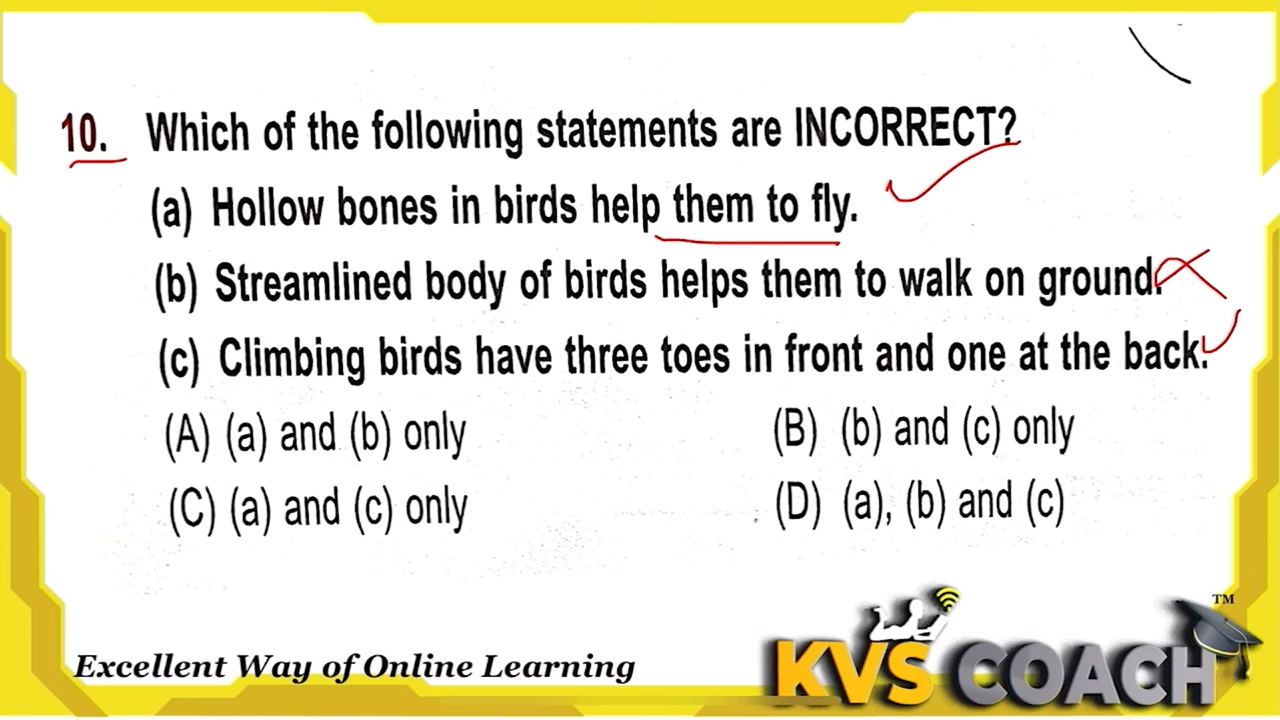 10. Which of the following statements are INCORRECT?
(a) Hollow bones in birds help them to fly.
(b) Streamlined body of birds helps them to walk on ground.
(c) Climbing birds have three toes in front and one at the back.
(A) (a) and (b) only (B) (b) and (c) only
(C) (a) and (c) only (D) (a), (b) and (c)
Excellent Way of Online Learning
KVS COACH ™